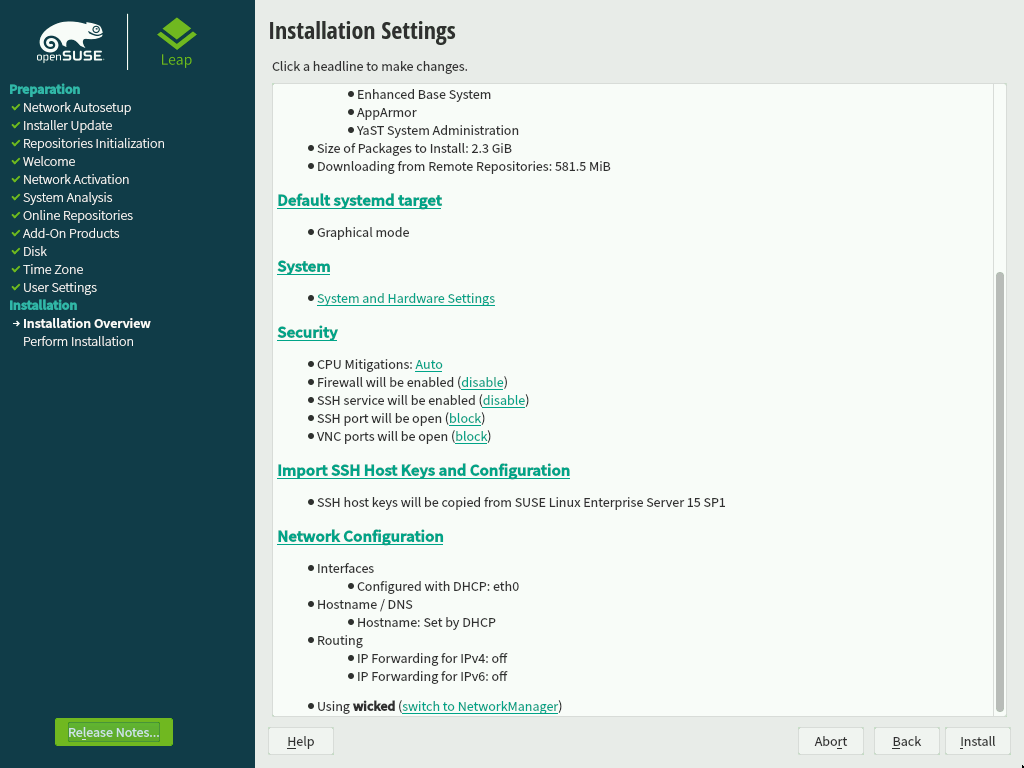 openSUSE
Leap
Preparation
Network Autosetup
Installer Update
Repositories Initialization
Welcome
Network Activation
System Analysis
Online Repositories
Add-On Products
Disk
Time Zone
User Settings
Installation
Installation Overview
Perform Installation
Release Notes...
Installation Settings
Click a headline to make changes.
Enhanced Base System
AppArmor
YaST System Administration
Size of Packages to Install: 2.3 GiB
Downloading from Remote Repositories: 581.5 MiB
Default systemd target
Graphical mode
System
System and Hardware Settings
Security
CPU Mitigations: Auto
Firewall will be enabled (disable)
SSH service will be enabled (disable)
SSH port will be open (block)
VNC ports will be open (block)
Import SSH Host Keys and Configuration
SSH host keys will be copied from SUSE Linux Enterprise Server 15 SP1
Network Configuration
Interfaces
Configured with DHCP: eth0
Hostname / DNS
Hostname: Set by DHCP
Routing
IP Forwarding for IPv4: off
IP Forwarding for IPv6: off
Using wicked (switch to NetworkManager)
Help
Abort
Back
Install